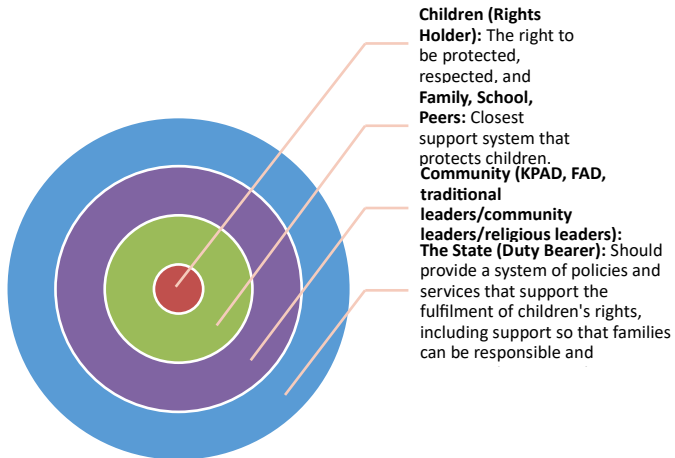 Children (Rights
Holder): The right to
be protected,
respected, and
Family, School,
Peers: Closest
support system that
protects children.
Community (KPAD, FAD,
traditional
leaders/community
leaders/religious leaders):
The State (Duty Bearer): Should
provide a system of policies and
services that support the
fulfilment of children's rights,
including support so that families
can be responsible and